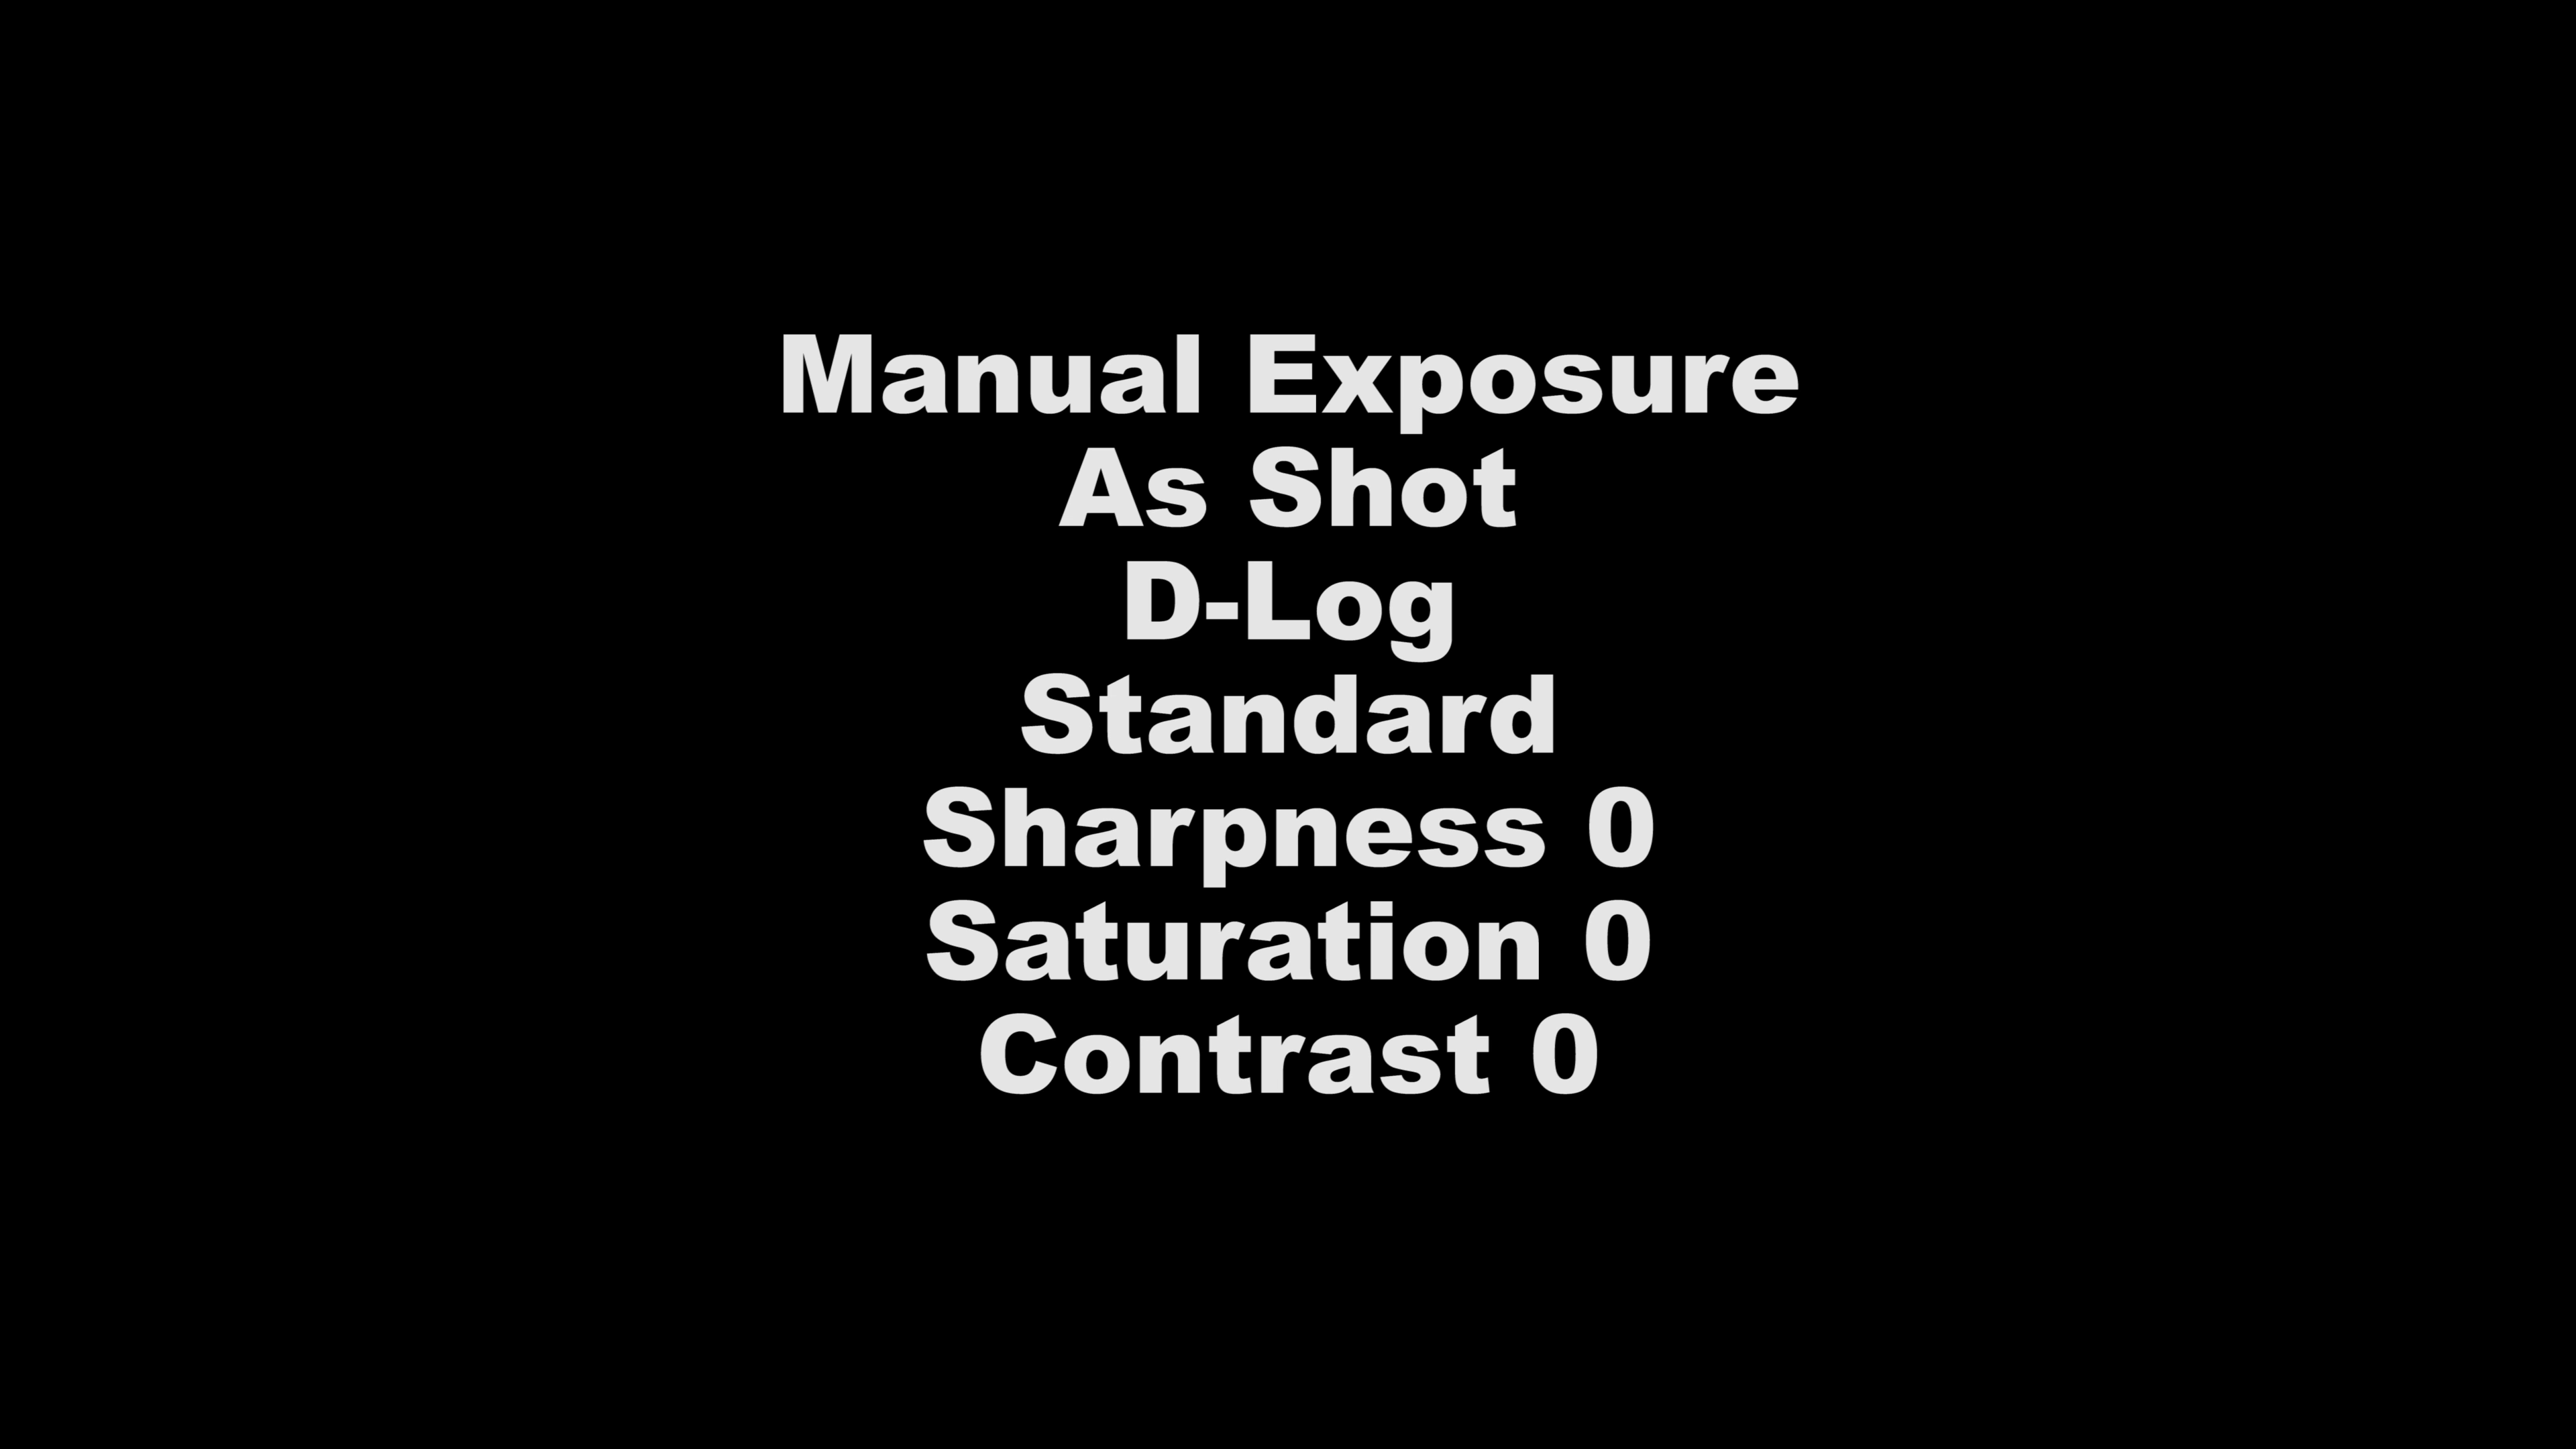 Manual Exposure
As Shot
D-Log
Standard
Sharpness 0
Saturation 0
Contrast 0